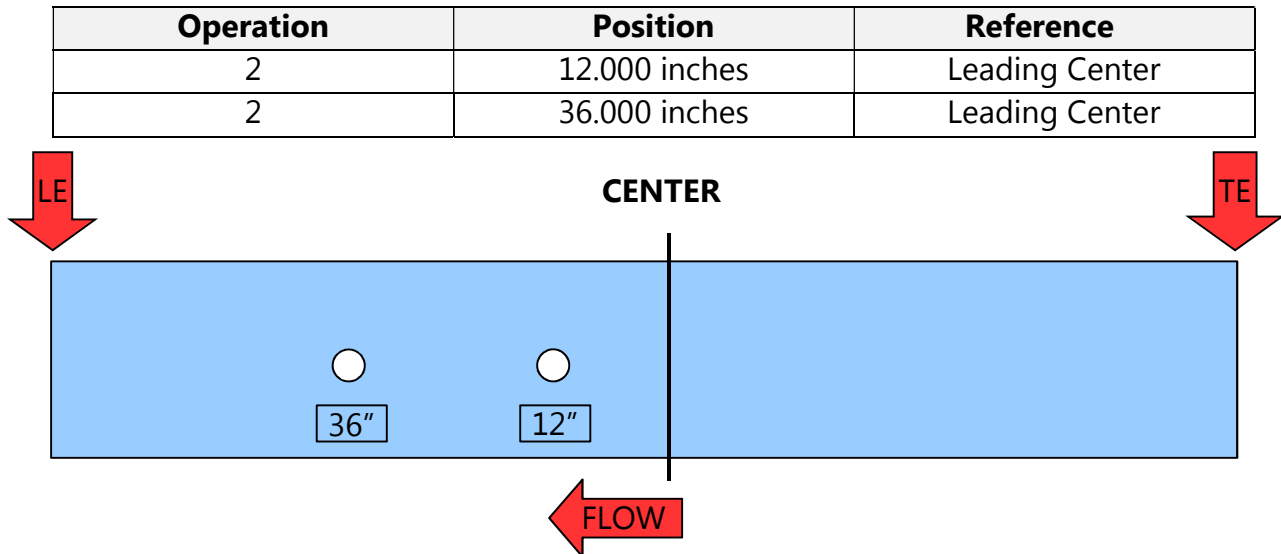 Operation Position Reference
2 12.000 inches Leading Center
2 36.000 inches Leading Center
LE CENTER TE
36″ 12″
FLOW